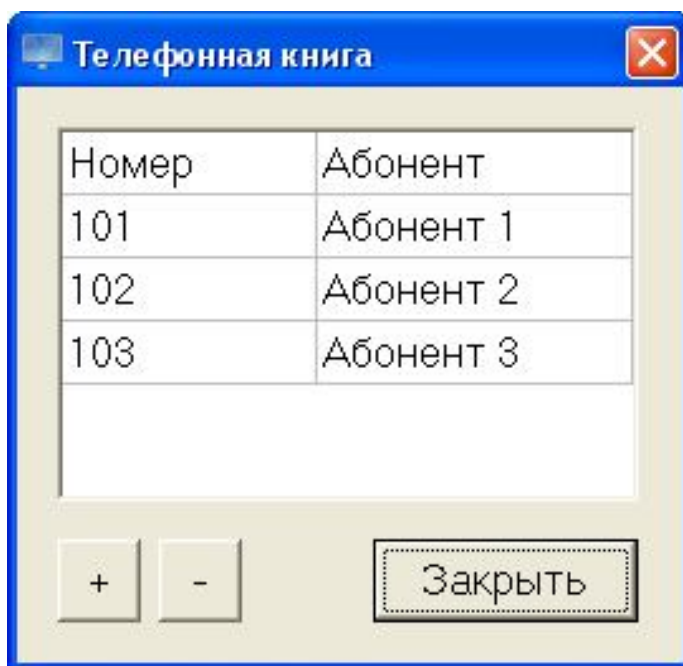 Телефонная книга
Номер Абонент
101 Абонент 1
102 Абонент 2
103 Абонент 3
+ - Закрыть